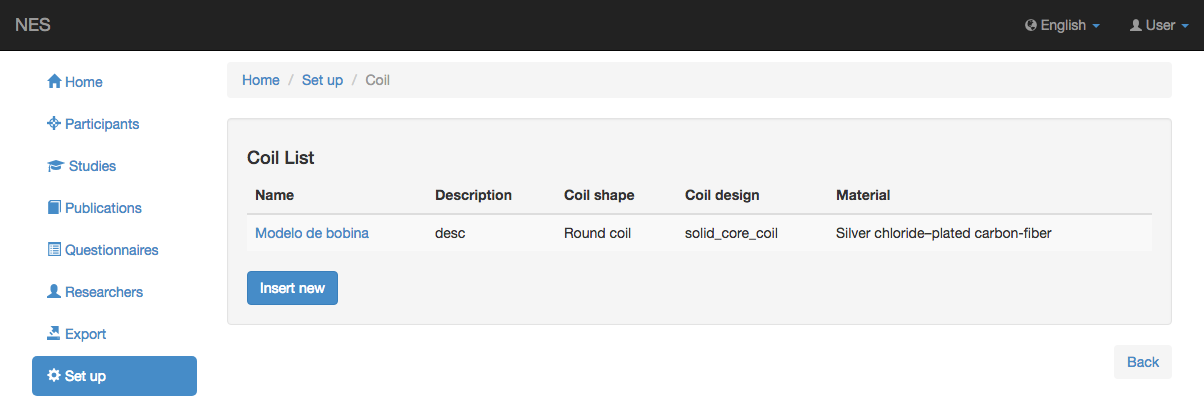 NES
English
User
Home
Participants
Studies
Publications
Questionnaires
Researchers
Export
Set up
Home / Set up / Coil
Coil List
Name Description Coil shape Coil design Material
Modelo de bobina desc Round coil solid_core_coil Silver chloride–plated carbon-fiber
Insert new
Back